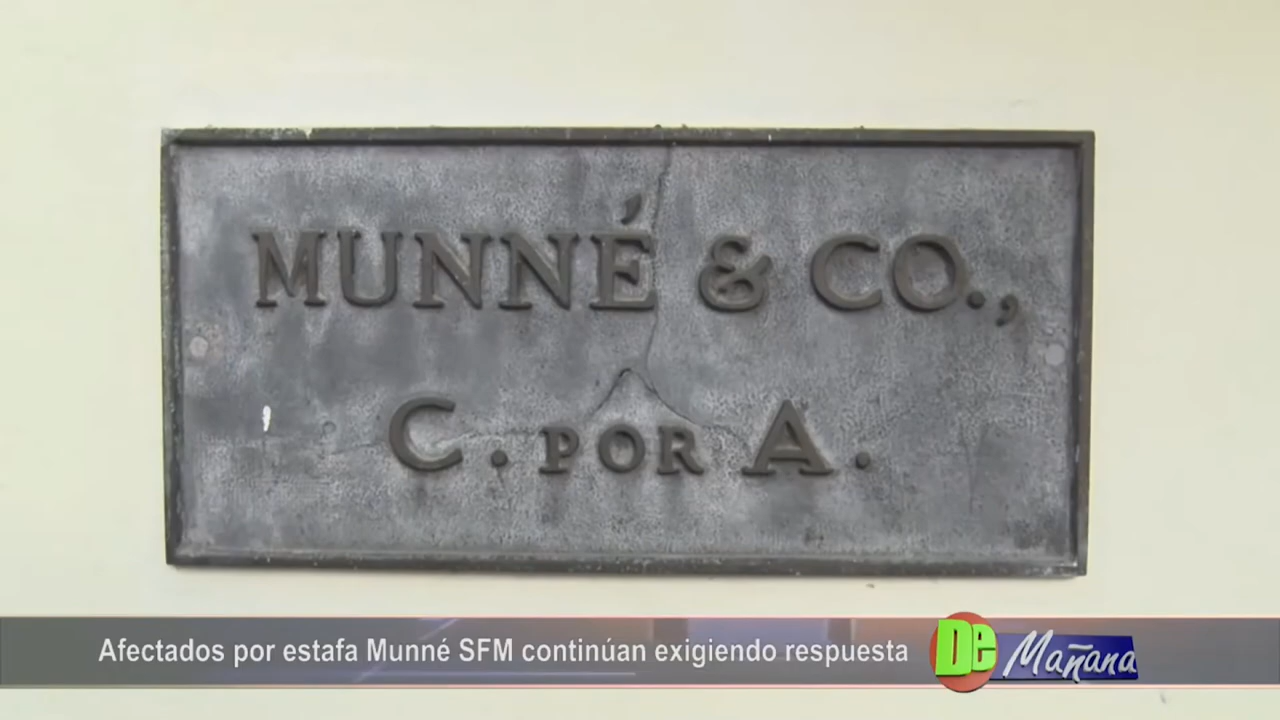 MUNNÉ & CO.,
C. POR A.
Afectados por estafa Munné SFM continúan exigiendo respuesta
De Mañana